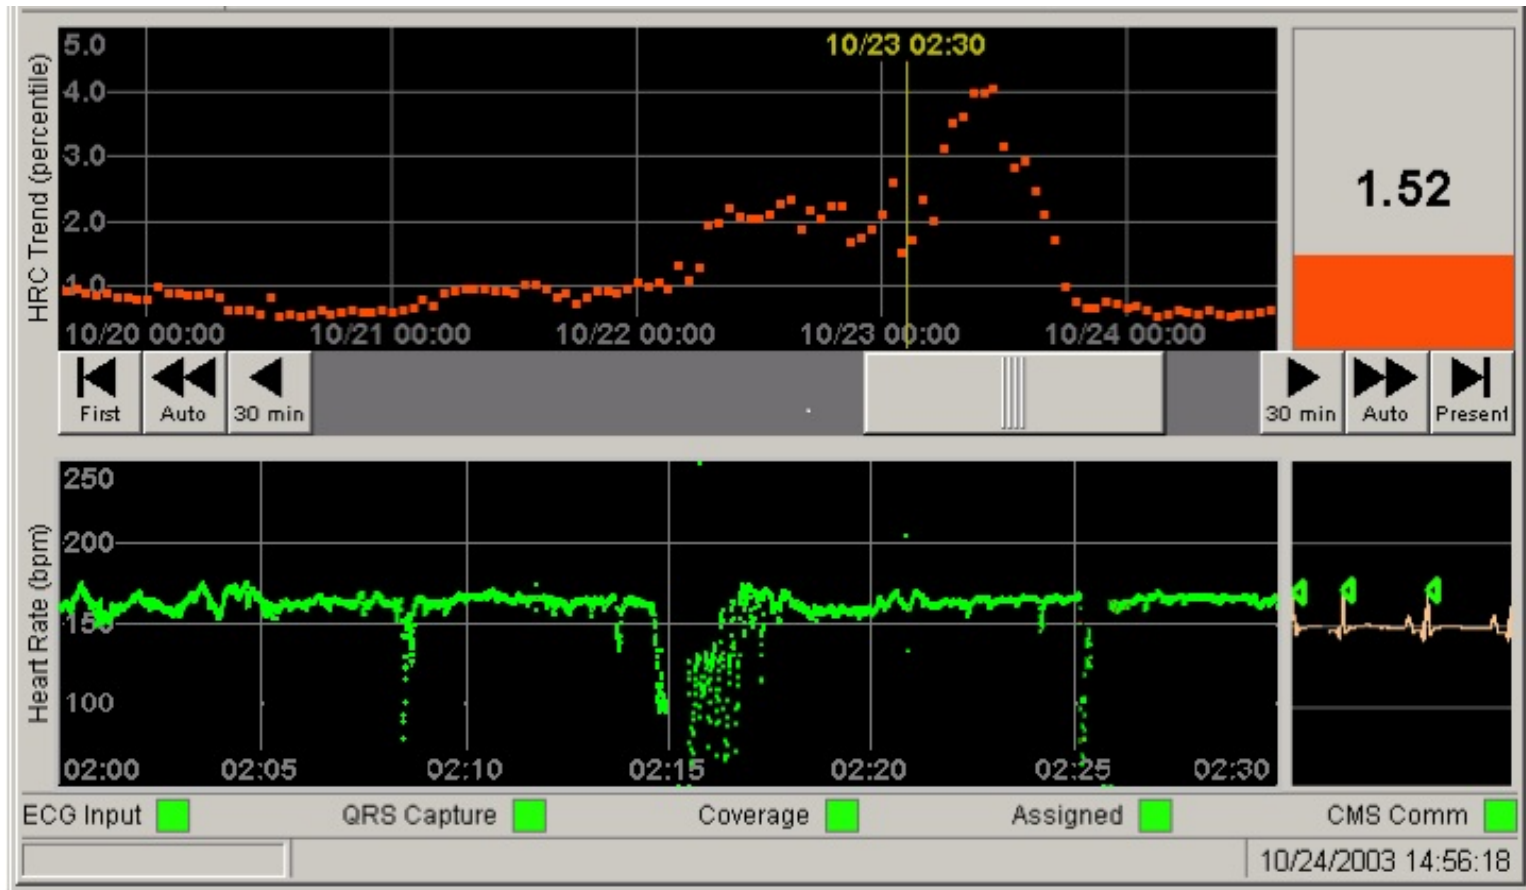 HRC Trend (percentile)
5.0
10/23 02:30
4.0
3.0
2.0
1.0
10/20 00:00 10/21 00:00 10/22 00:00 10/23 00:00 10/24 00:00
1.52
First Auto 30 min 30 min Auto Present
Heart Rate (bpm)
250
200
150
100
02:00 02:05 02:10 02:15 02:20 02:25 02:30
ECG Input QRS Capture Coverage Assigned CMS Comm
10/24/2003 14:56:18